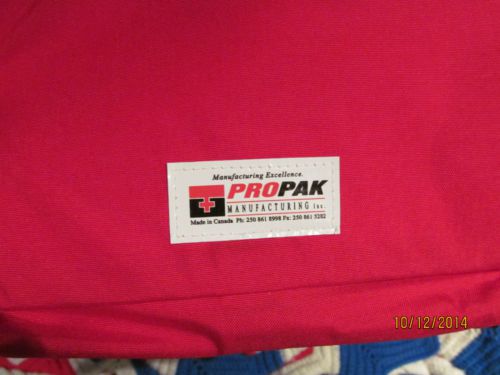 Manufacturing Excellence.
PROPAK
MANUFACTURING Inc.
Made in Canada Ph: 250 861 8998 Fx: 250 861 5282
10/12/2014